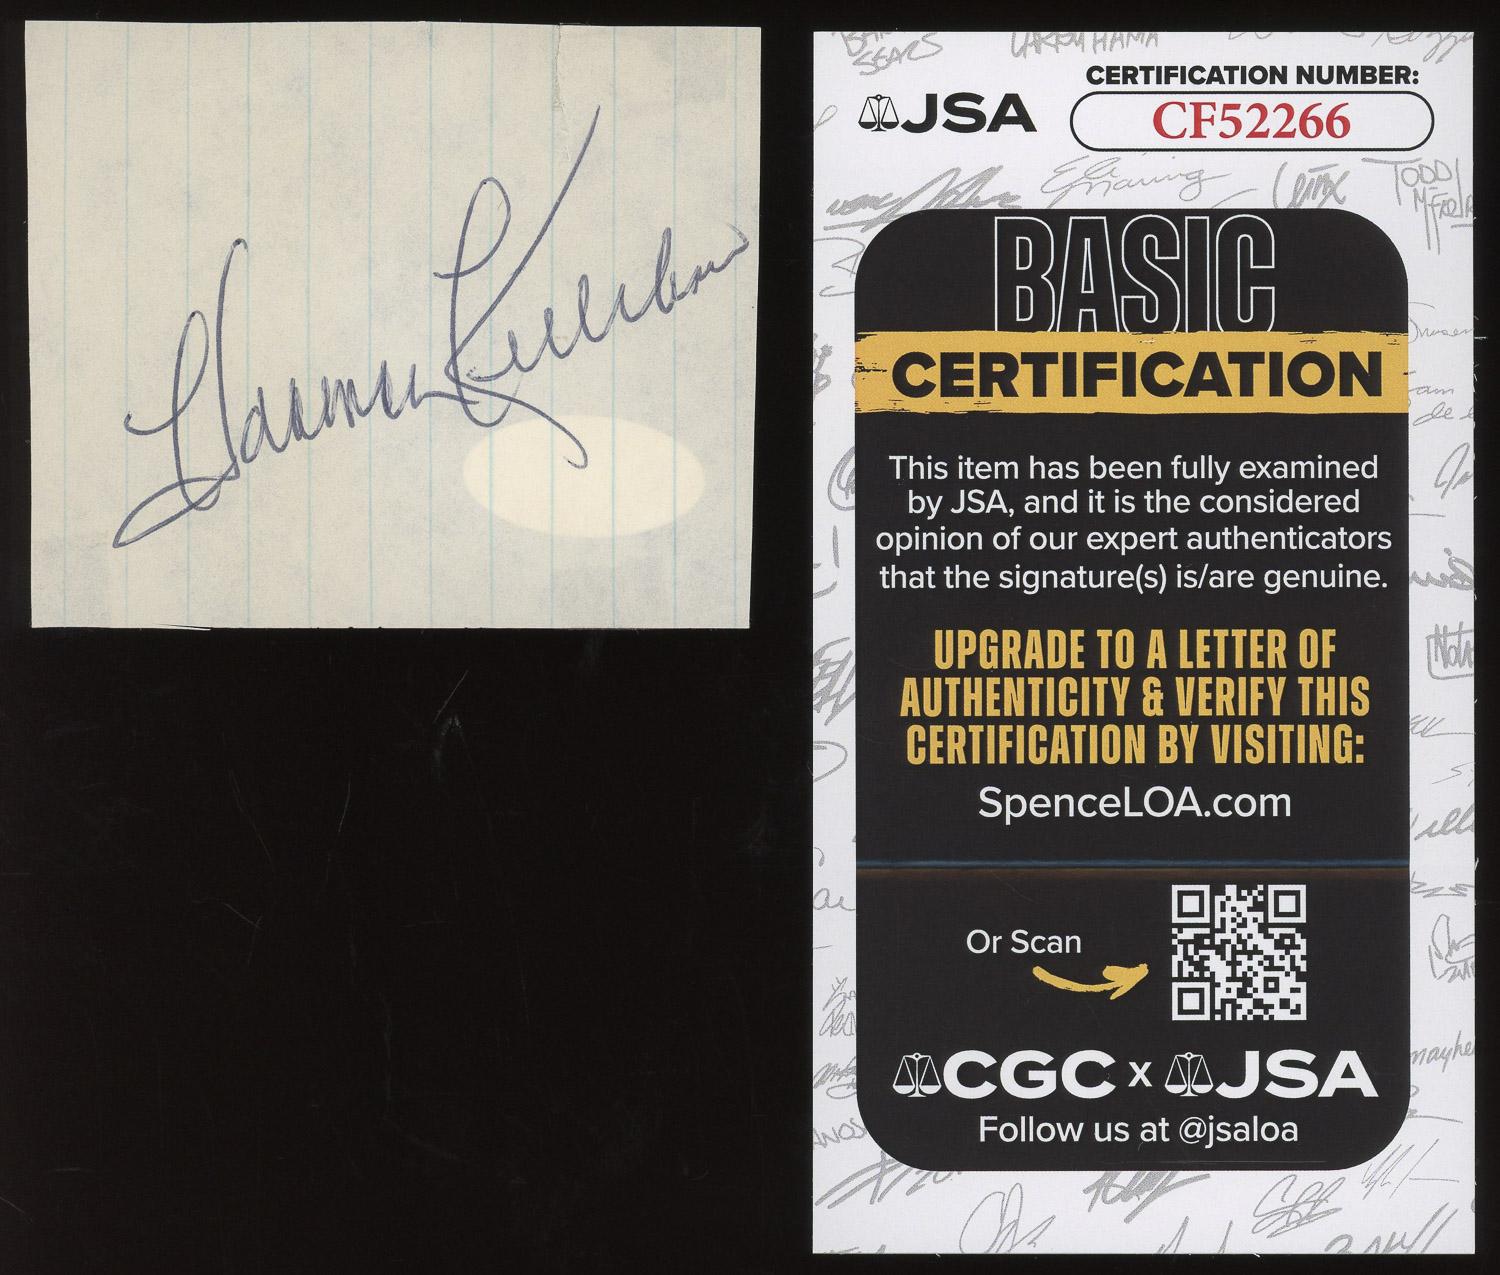 Harmon Killebrew
JSA
CERTIFICATION NUMBER:
CF52266
BASIC
CERTIFICATION
This item has been fully examined
by JSA, and it is the considered
opinion of our expert authenticators
that the signature(s) is/are genuine.
UPGRADE TO A LETTER OF
AUTHENTICITY & VERIFY THIS
CERTIFICATION BY VISITING:
SpenceLOA.com
Or Scan
CGC x JSA
Follow us at @jsaloa